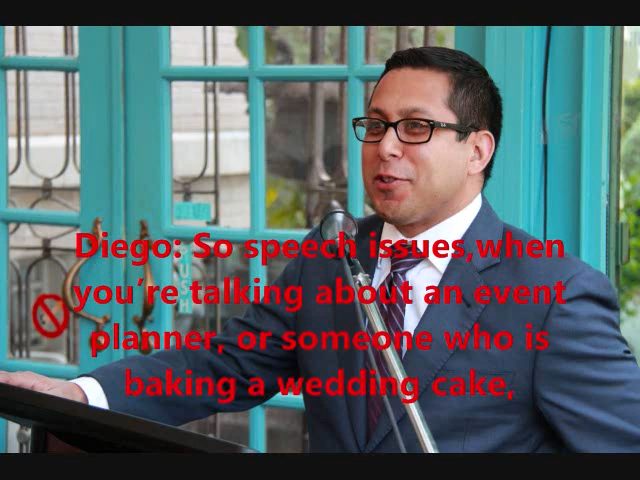 Diego: So speech issues,when
you’re talking about an event
planner, or someone who is
baking a wedding cake,
PUSH